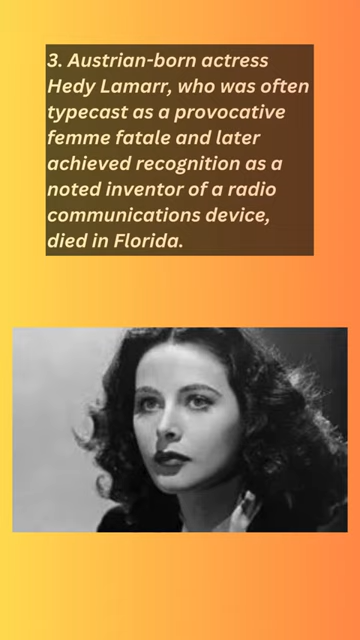 3. Austrian-born actress
Hedy Lamarr, who was often
typecast as a provocative
femme fatale and later
achieved recognition as a
noted inventor of a radio
communications device,
died in Florida.